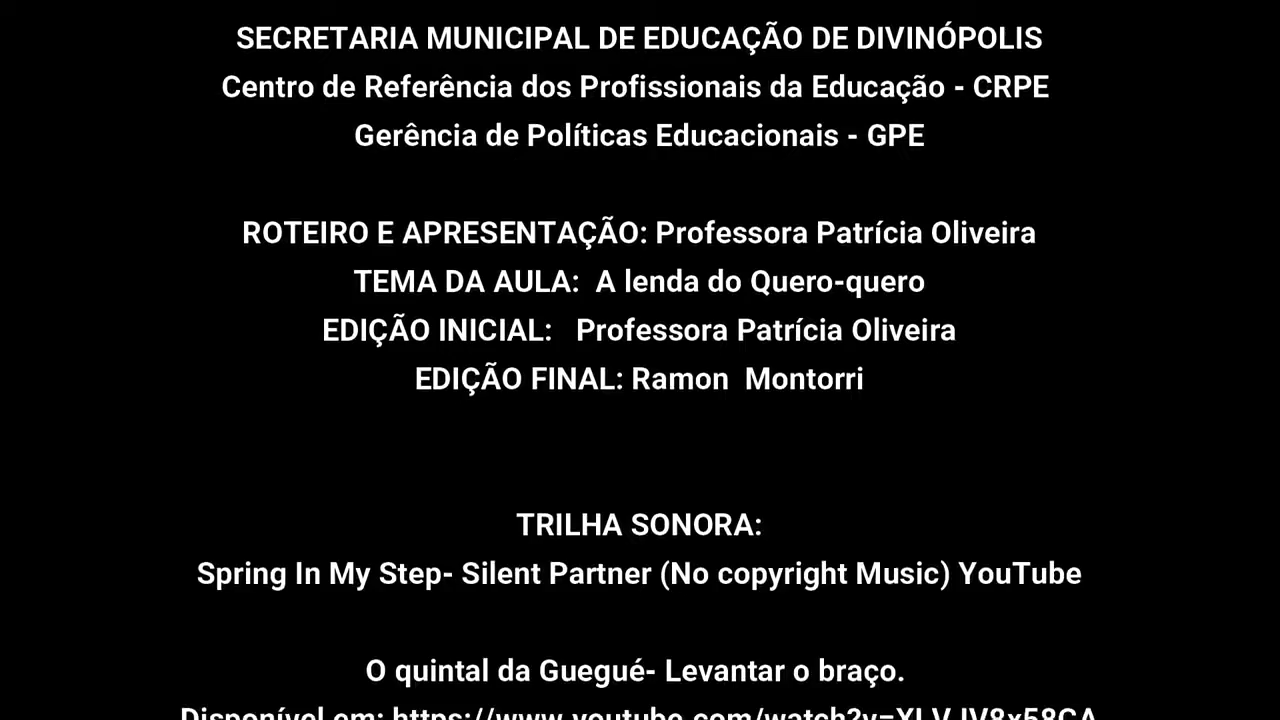 SECRETARIA MUNICIPAL DE EDUCAÇÃO DE DIVINÓPOLIS
Centro de Referência dos Profissionais da Educação - CRPE
Gerência de Políticas Educacionais - GPE
ROTEIRO E APRESENTAÇÃO: Professora Patrícia Oliveira
TEMA DA AULA:  A lenda do Quero-quero
EDIÇÃO INICIAL:   Professora Patrícia Oliveira
EDIÇÃO FINAL: Ramon  Montorri
TRILHA SONORA:
Spring In My Step- Silent Partner (No copyright Music) YouTube
O quintal da Guegué- Levantar o braço.
Disponível em: